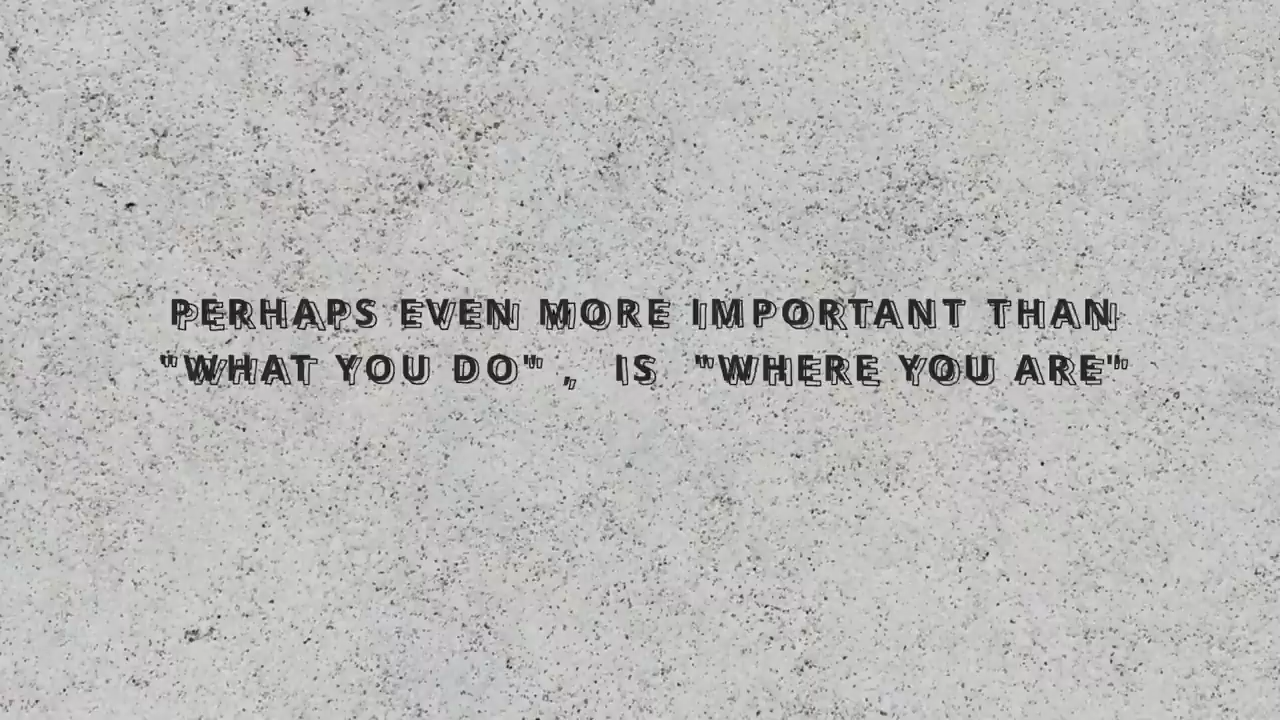 PERHAPS EVEN MORE IMPORTANT THAN
"WHAT YOU DO" , IS "WHERE YOU ARE"